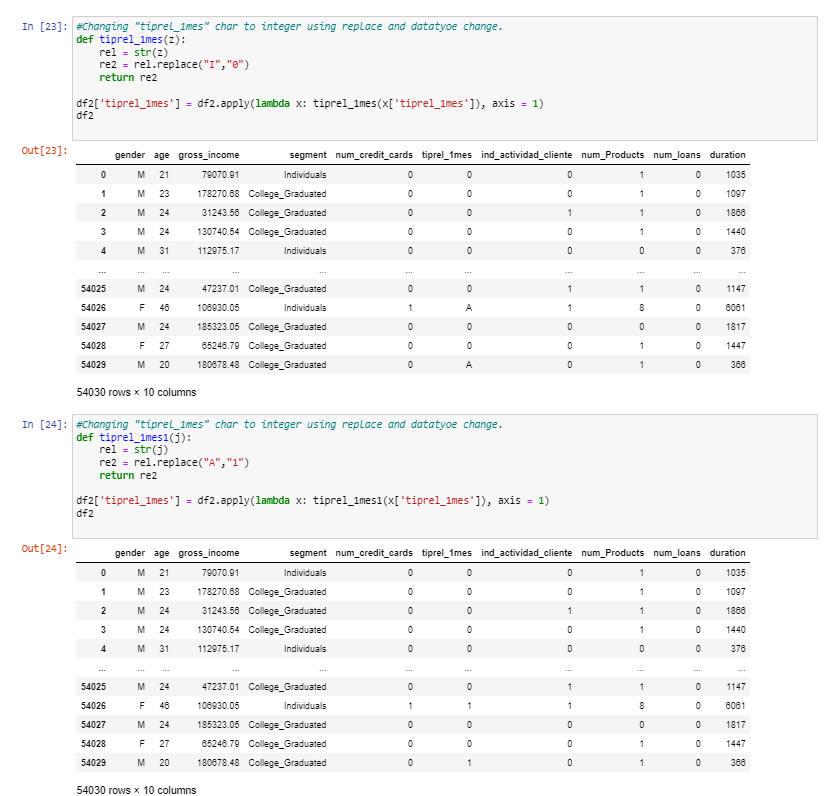 In [23]: #Changing "tiprel_1mes" char to integer using replace and datatyoe change.
def tiprel_1mes(z):
    rel = str(z)
    re2 = rel.replace("I","0")
    return re2

df2['tiprel_1mes'] = df2.apply(lambda x: tiprel_1mes(x['tiprel_1mes']), axis = 1)
df2
Out[23]:
gender age gross_income segment num_credit_cards tiprel_1mes ind_actividad_cliente num_Products num_loans duration
0 M 21 79070.91 Individuals 0 0 0 1 0 1035
1 M 23 178270.68 College_Graduated 0 0 0 1 0 1097
2 M 24 31243.56 College_Graduated 0 0 1 1 0 1866
3 M 24 130740.54 College_Graduated 0 0 0 1 0 1440
4 M 31 112975.17 Individuals 0 0 0 0 0 376
... ... ... ... ... ... ... ... ... ... ...
54025 M 24 47237.01 College_Graduated 0 0 1 1 0 1147
54026 F 46 106930.05 Individuals 1 A 1 8 0 6061
54027 M 24 185323.05 College_Graduated 0 0 0 0 0 1817
54028 F 27 65246.79 College_Graduated 0 0 0 1 0 1447
54029 M 20 180678.48 College_Graduated 0 A 0 1 0 366
54030 rows × 10 columns
In [24]: #Changing "tiprel_1mes" char to integer using replace and datatyoe change.
def tiprel_1mes1(j):
    rel = str(j)
    re2 = rel.replace("A","1")
    return re2

df2['tiprel_1mes'] = df2.apply(lambda x: tiprel_1mes1(x['tiprel_1mes']), axis = 1)
df2
Out[24]:
gender age gross_income segment num_credit_cards tiprel_1mes ind_actividad_cliente num_Products num_loans duration
0 M 21 79070.91 Individuals 0 0 0 1 0 1035
1 M 23 178270.68 College_Graduated 0 0 0 1 0 1097
2 M 24 31243.56 College_Graduated 0 0 1 1 0 1866
3 M 24 130740.54 College_Graduated 0 0 0 1 0 1440
4 M 31 112975.17 Individuals 0 0 0 0 0 376
... ... ... ... ... ... ... ... ... ... ...
54025 M 24 47237.01 College_Graduated 0 0 1 1 0 1147
54026 F 46 106930.05 Individuals 1 1 1 8 0 6061
54027 M 24 185323.05 College_Graduated 0 0 0 0 0 1817
54028 F 27 65246.79 College_Graduated 0 0 0 1 0 1447
54029 M 20 180678.48 College_Graduated 0 1 0 1 0 366
54030 rows × 10 columns